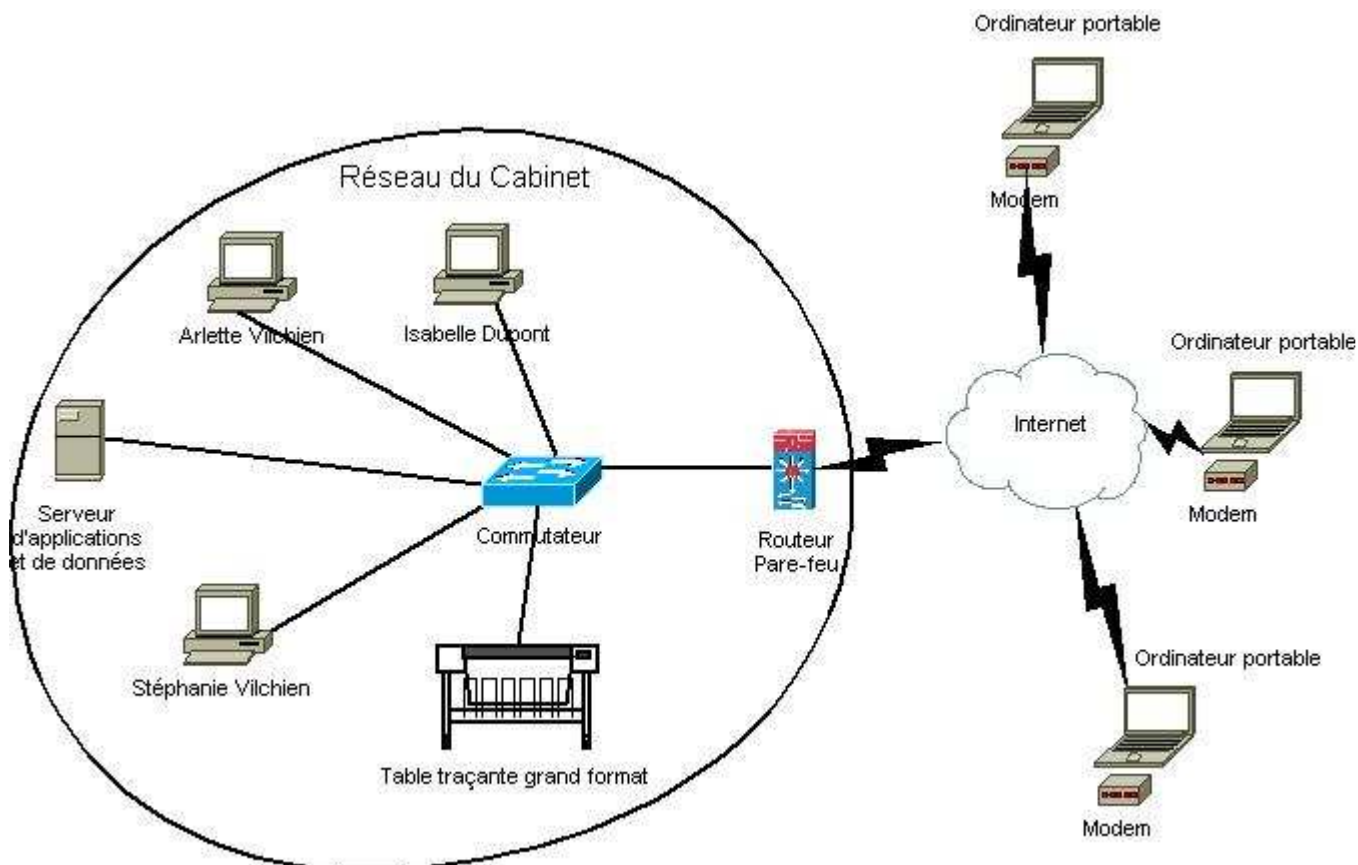 Ordinateur portable
Réseau du Cabinet
Modem
Arlette Vilchien
Isabelle Dupont
Ordinateur portable
Internet
Serveur
d'applications
et de données
Commutateur
Routeur
Pare-feu
Modem
Stéphanie Vilchien
Ordinateur portable
Table traçante grand format
Modem